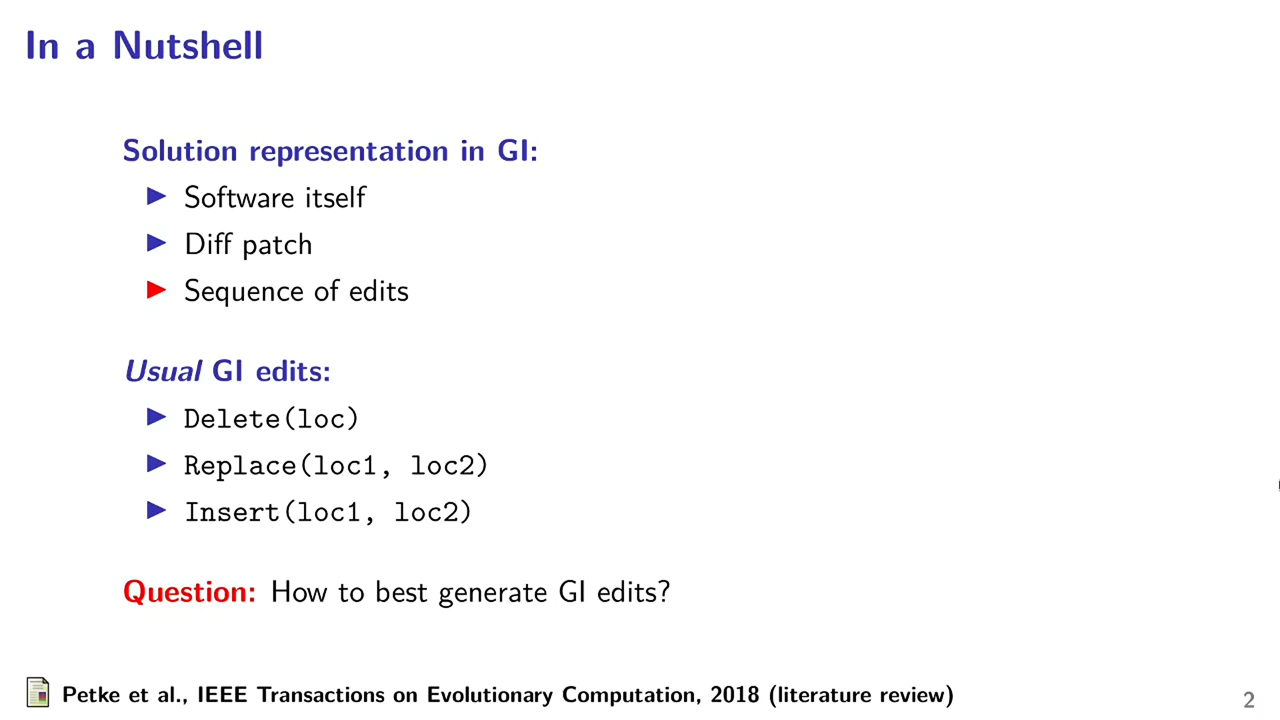 In a Nutshell
Solution representation in GI:
Software itself
Diff patch
Sequence of edits
Usual GI edits:
Delete(loc)
Replace(loc1, loc2)
Insert(loc1, loc2)
Question: How to best generate GI edits?
Petke et al., IEEE Transactions on Evolutionary Computation, 2018 (literature review)
2